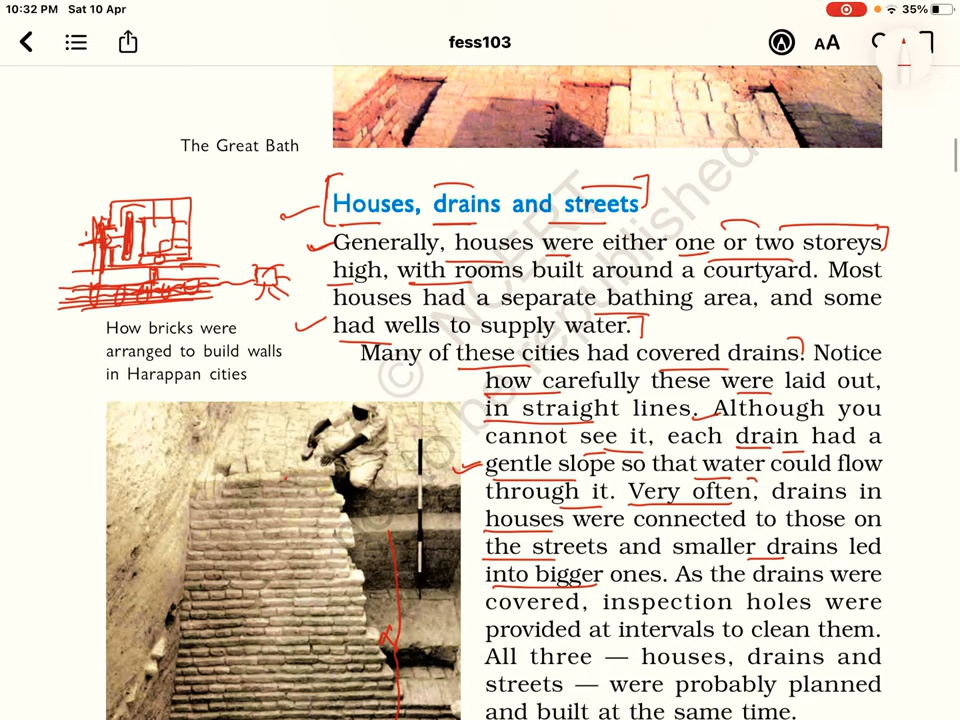 10:32 PM Sat 10 Apr
35%
fess103
AA
The Great Bath
Houses, drains and streets
Generally, houses were either one or two storeys
high, with rooms built around a courtyard. Most
houses had a separate bathing area, and some
had wells to supply water.
How bricks were
arranged to build walls
in Harappan cities
Many of these cities had covered drains. Notice
how carefully these were laid out,
in straight lines. Although you
cannot see it, each drain had a
gentle slope so that water could flow
through it. Very often, drains in
houses were connected to those on
the streets and smaller drains led
into bigger ones. As the drains were
covered, inspection holes were
provided at intervals to clean them.
All three — houses, drains and
streets — were probably planned
and built at the same time.
© NCERT
not to be republished